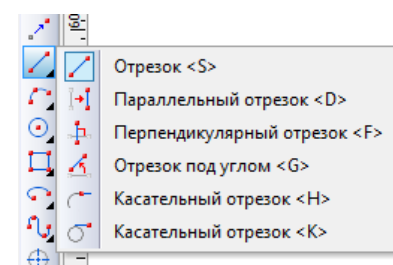 Отрезок <S>
Параллельный отрезок <D>
Перпендикулярный отрезок <F>
Отрезок под углом <G>
Касательный отрезок <H>
Касательный отрезок <K>